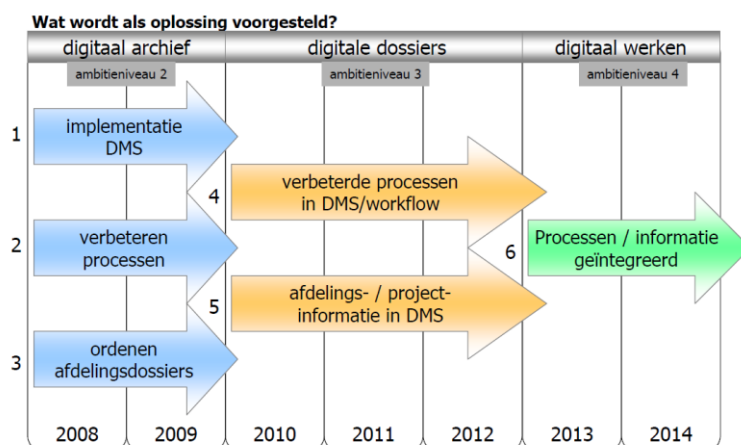 Wat wordt als oplossing voorgesteld?
digitaal archief
digitale dossiers
digitaal werken
ambitieniveau 2
ambitieniveau 3
ambitieniveau 4
1
implementatie
DMS
4
verbeterde processen
in DMS/workflow
2
verbeteren
processen
6
Processen / informatie
geïntegreerd
5
afdelings- / project-
informatie in DMS
3
ordenen
afdelingsdossiers
2008
2009
2010
2011
2012
2013
2014